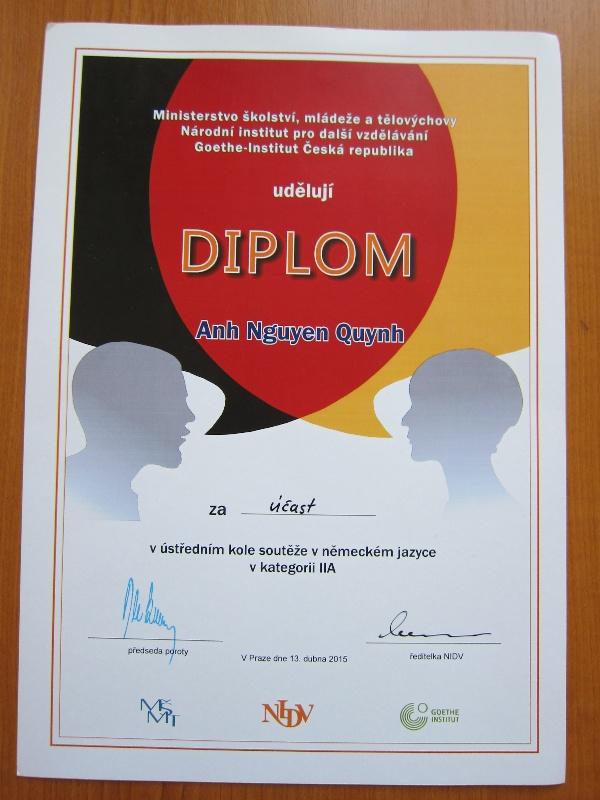 Ministerstvo školství, mládeže a tělovýchovy
Národní institut pro další vzdělávání
Goethe-Institut Česká republika
udělují
DIPLOM
Anh Nguyen Quynh
za účast
v ústředním kole soutěže v německém jazyce
v kategorii IIA
předseda poroty
V Praze dne 13. dubna 2015
ředitelka NIDV
MŠMT
NIDV
GOETHE
INSTITUT